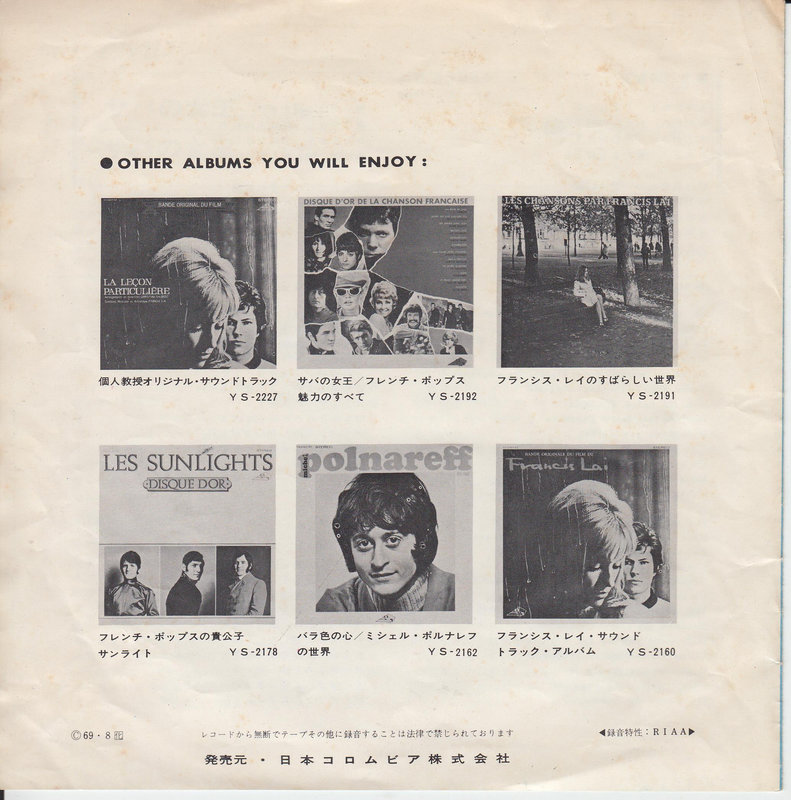 ●OTHER ALBUMS YOU WILL ENJOY:
BANDE ORIGINAL DU FILM
LA LEÇON
PARTICULIÈRE
個人教授オリジナル・サウンドトラック
YS-2227
DISQUE D'OR DE LA CHANSON FRANCAISE
サバの女王/フレンチ・ポップス
魅力のすべて YS-2192
LES CHANSONS PAR FRANCIS LAI
フランシス・レイのすばらしい世界
YS-2191
LES SUNLIGHTS
DISQUE D'OR
フレンチ・ポップスの貴公子
サンライト YS-2178
michel
polnareff
バラ色の心/ミシェル・ポルナレフ
の世界 YS-2162
BANDE ORIGINALE DU FILM DE
Francis Lai
フランシス・レイ・サウンド
トラック・アルバム YS-2160
Ⓒ69・8
レコードから無断でテープその他に録音することは法律で禁じられております
◀録音特性:RIAA▶
発売元・日本コロムビア株式会社